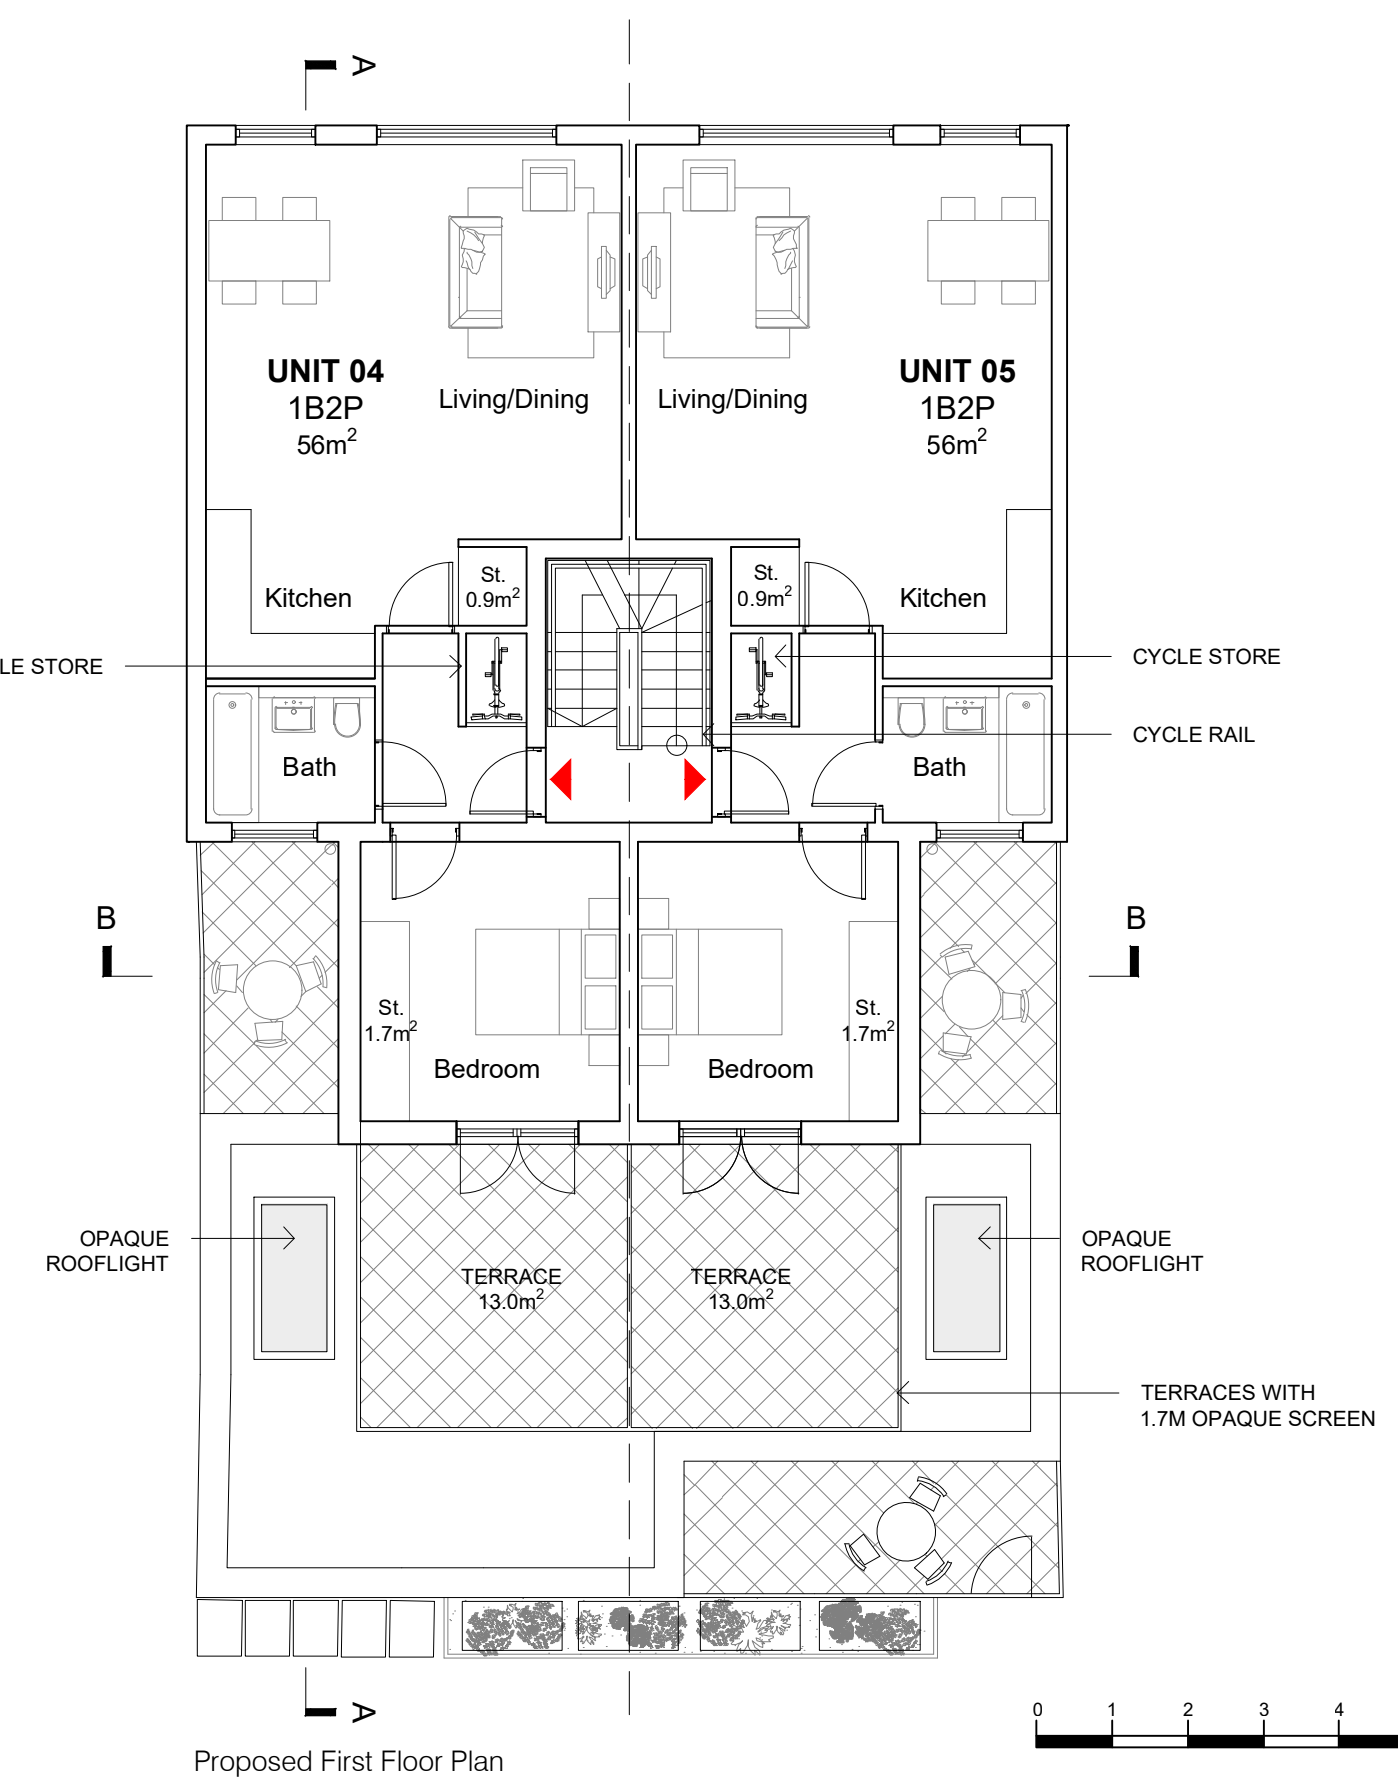 A
UNIT 04
1B2P
56m²
Living/Dining
Living/Dining
UNIT 05
1B2P
56m²
Kitchen
St.
0.9m²
St.
0.9m²
Kitchen
LE STORE
CYCLE STORE
CYCLE RAIL
Bath
Bath
B
B
St.
1.7m²
Bedroom
Bedroom
St.
1.7m²
OPAQUE
ROOFLIGHT
TERRACE
13.0m²
TERRACE
13.0m²
OPAQUE
ROOFLIGHT
TERRACES WITH
1.7M OPAQUE SCREEN
A
0 1 2 3 4
Proposed First Floor Plan